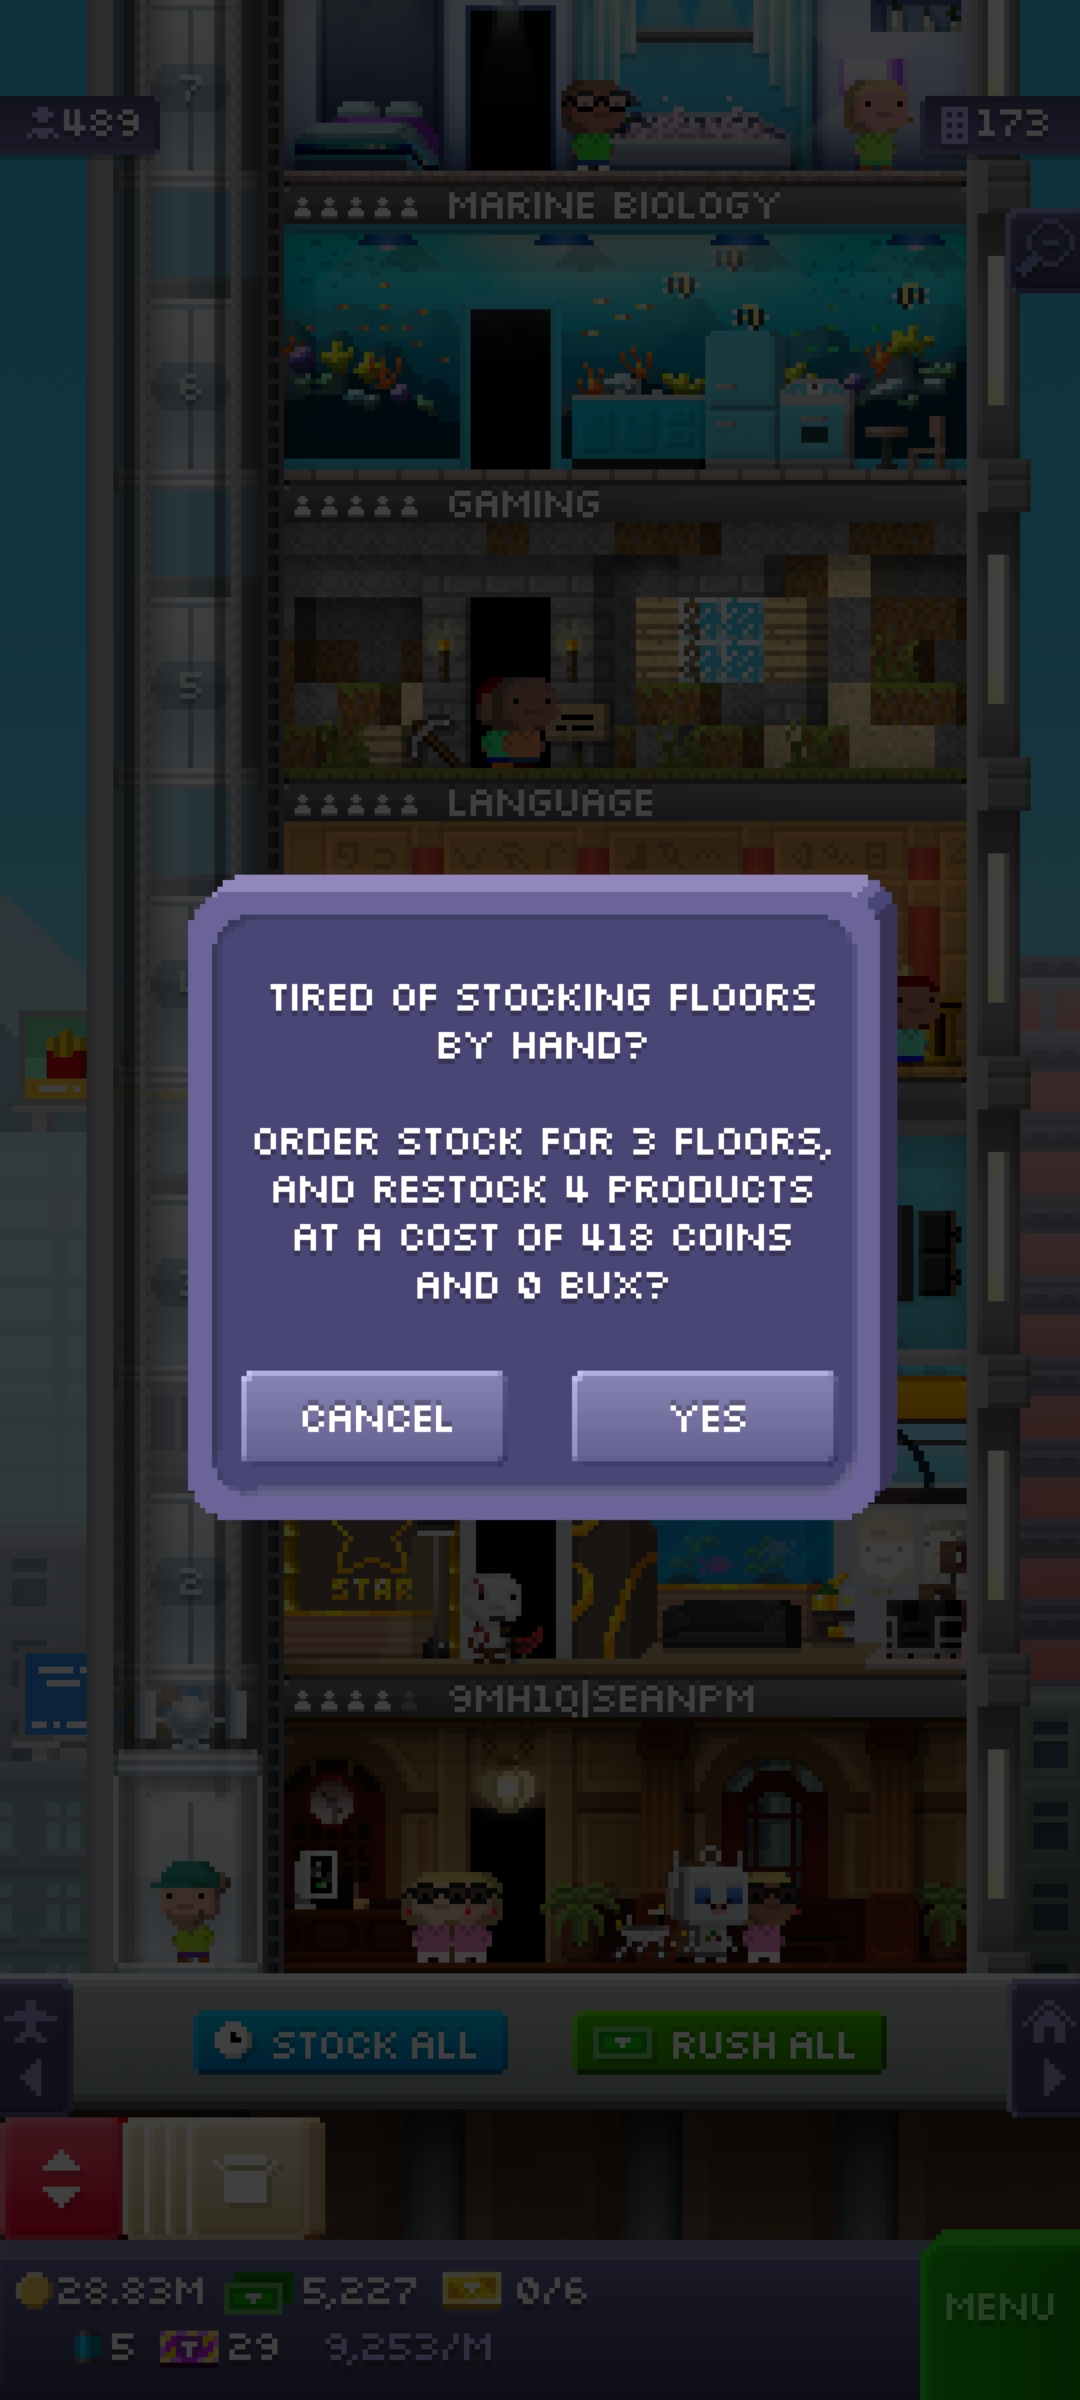 7
489
173
MARINE BIOLOGY
6
GAMING
5
LANGUAGE
TIRED OF STOCKING FLOORS
BY HAND?
ORDER STOCK FOR 3 FLOORS,
AND RESTOCK 4 PRODUCTS
AT A COST OF 418 COINS
AND 0 BUX?
CANCEL
YES
2
STAR
9MH1Q|SEANPM
STOCK ALL
RUSH ALL
28.83M
5,227
0/6
5
29
9,253/M
MENU